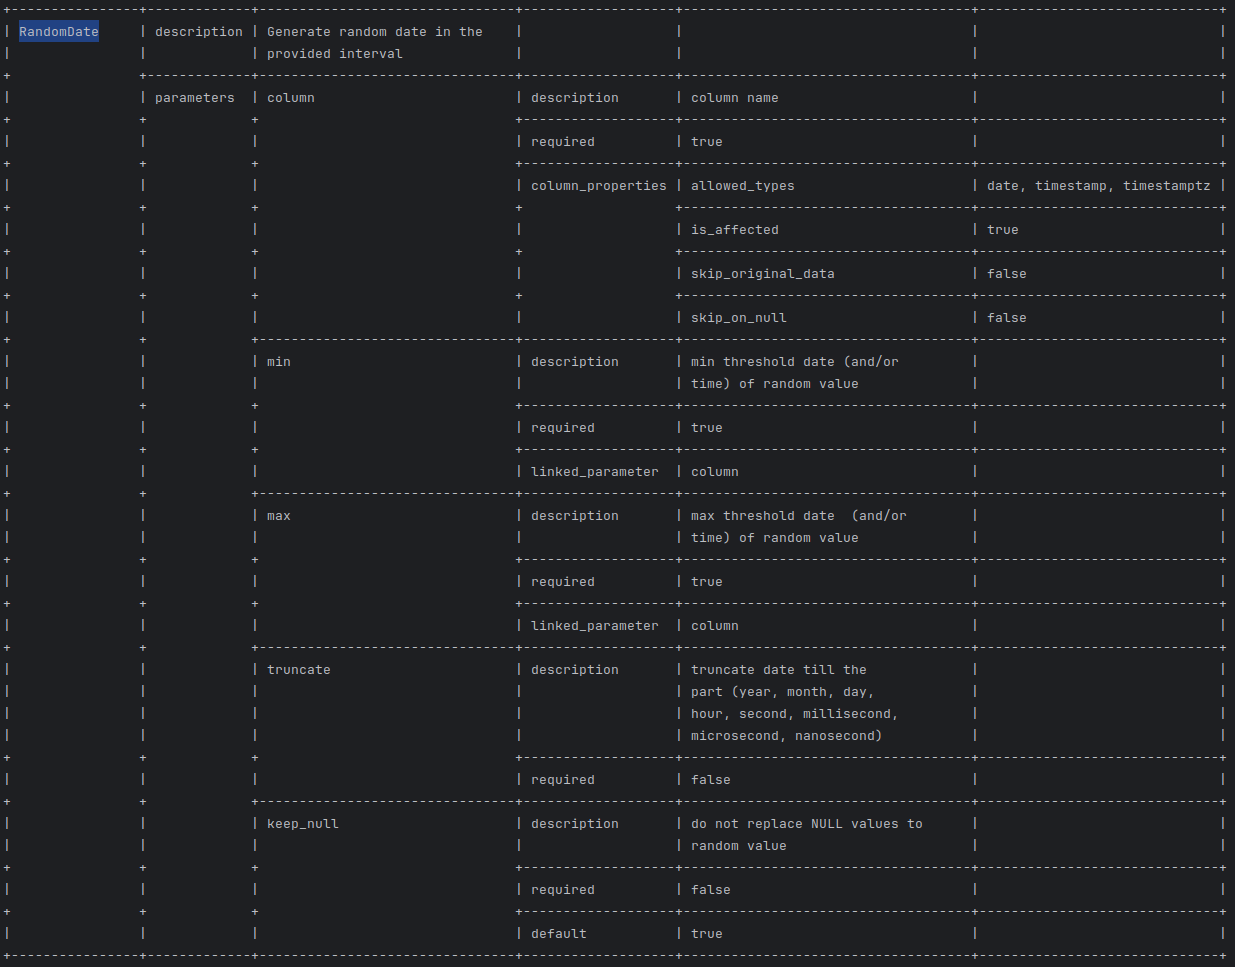 RandomDate | description | Generate random date in the
provided interval
parameters | column | description | column name
required | true
column_properties | allowed_types | date, timestamp, timestamptz
is_affected | true
skip_original_data | false
skip_on_null | false
min | description | min threshold date (and/or
time) of random value
required | true
linked_parameter | column
max | description | max threshold date  (and/or
time) of random value
required | true
linked_parameter | column
truncate | description | truncate date till the
part (year, month, day,
hour, second, millisecond,
microsecond, nanosecond)
required | false
keep_null | description | do not replace NULL values to
random value
required | false
default | true